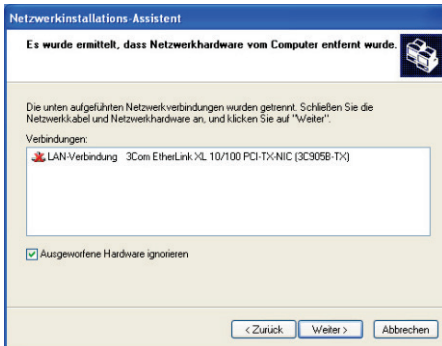 Netzwerkinstallations-Assistent
Es wurde ermittelt, dass Netzwerkhardware vom Computer entfernt wurde.
Die unten aufgeführten Netzwerkverbindungen wurden getrennt. Schließen Sie die
Netzwerkkabel und Netzwerkhardware an, und klicken Sie auf "Weiter".
Verbindungen:
LAN-Verbindung 3Com EtherLink XL 10/100 PCI-TX-NIC (3C905B-TX)
Ausgeworfene Hardware ignorieren
< Zurück Weiter > Abbrechen